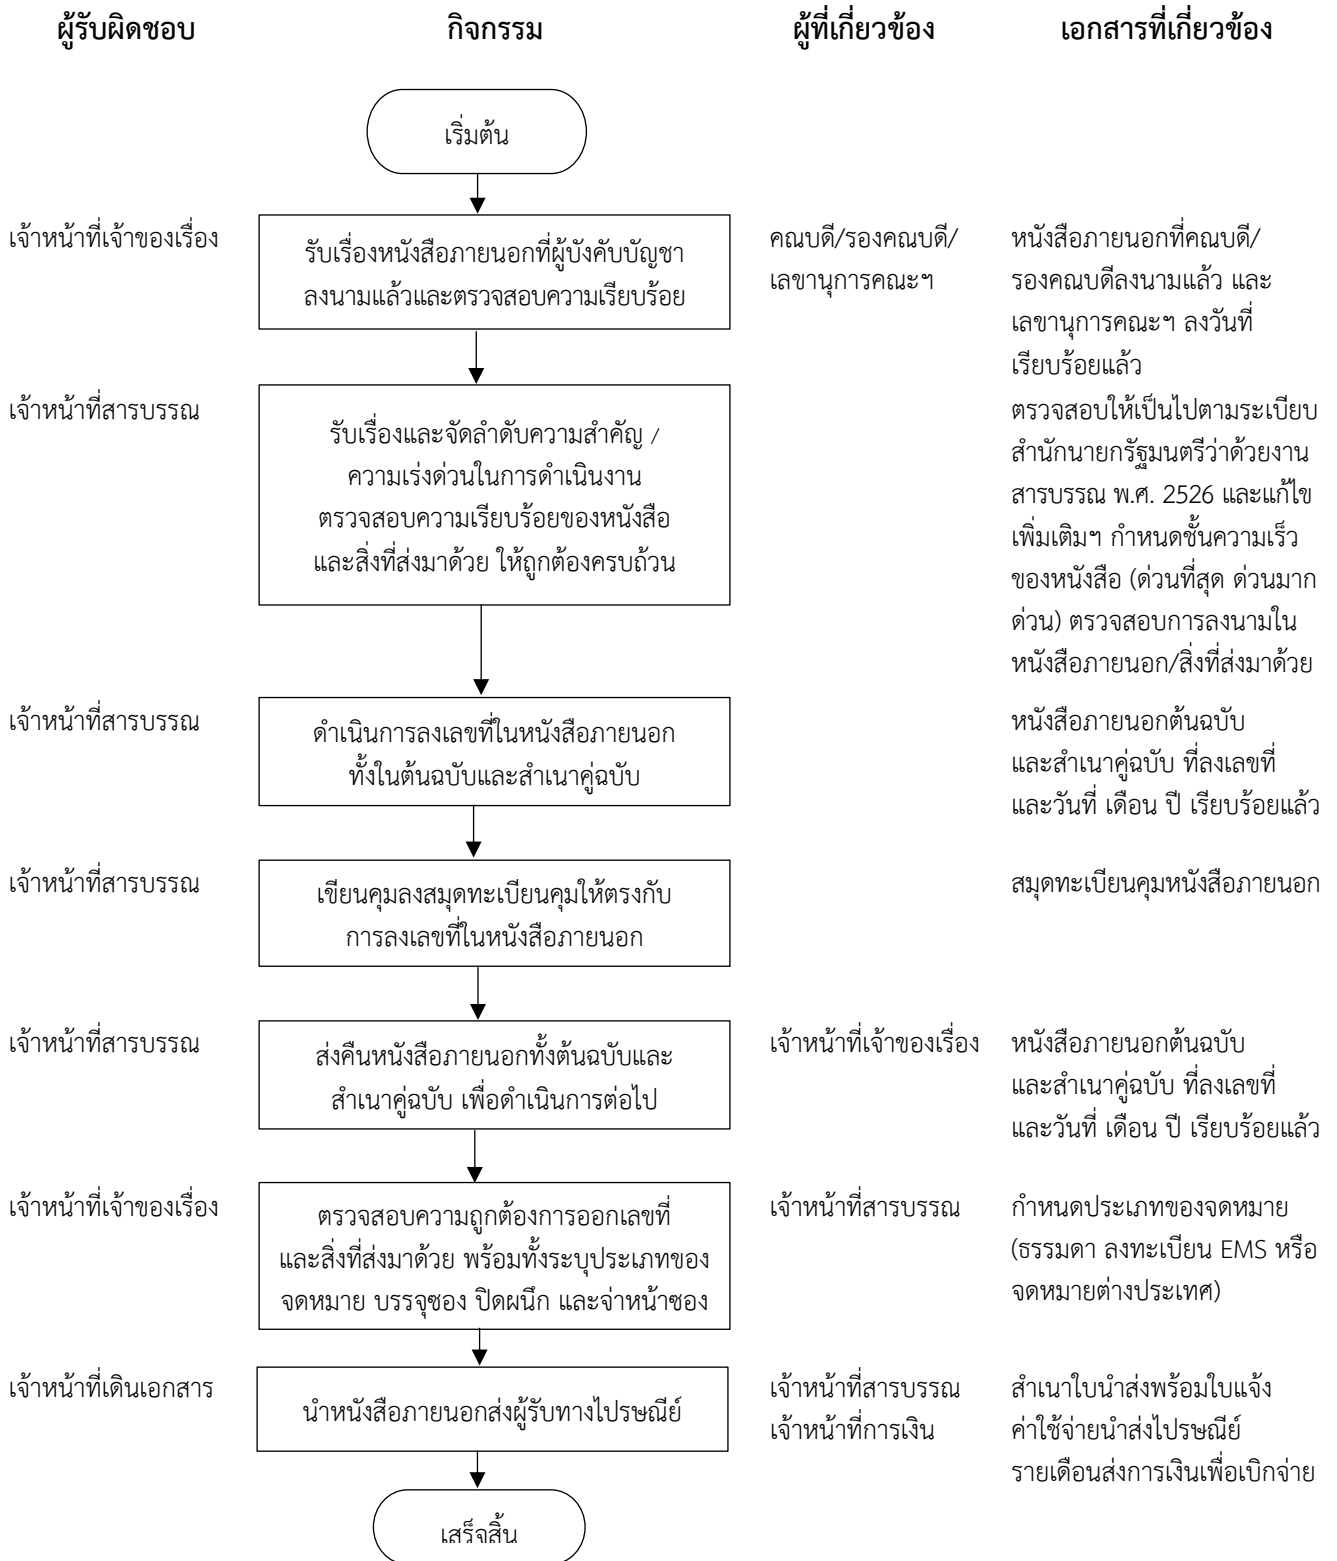 ผู้รับผิดชอบ
กิจกรรม
ผู้ที่เกี่ยวข้อง
เอกสารที่เกี่ยวข้อง
เริ่มต้น
เจ้าหน้าที่เจ้าของเรื่อง
รับเรื่องหนังสือภายนอกที่ผู้บังคับบัญชา
ลงนามแล้วและตรวจสอบความเรียบร้อย
คณบดี/รองคณบดี/
เลขานุการคณะฯ
หนังสือภายนอกที่คณบดี/
รองคณบดีลงนามแล้ว และ
เลขานุการคณะฯ ลงวันที่
เรียบร้อยแล้ว
เจ้าหน้าที่สารบรรณ
รับเรื่องและจัดลำดับความสำคัญ /
ความเร่งด่วนในการดำเนินงาน
ตรวจสอบความเรียบร้อยของหนังสือ
และสิ่งที่ส่งมาด้วย ให้ถูกต้องครบถ้วน
ตรวจสอบให้เป็นไปตามระเบียบ
สำนักนายกรัฐมนตรีว่าด้วยงาน
สารบรรณ พ.ศ. 2526 และแก้ไข
เพิ่มเติมฯ กำหนดชั้นความเร็ว
ของหนังสือ (ด่วนที่สุด ด่วนมาก
ด่วน) ตรวจสอบการลงนามใน
หนังสือภายนอก/สิ่งที่ส่งมาด้วย
เจ้าหน้าที่สารบรรณ
ดำเนินการลงเลขที่ในหนังสือภายนอก
ทั้งในต้นฉบับและสำเนาคู่ฉบับ
หนังสือภายนอกต้นฉบับ
และสำเนาคู่ฉบับ ที่ลงเลขที่
และวันที่ เดือน ปี เรียบร้อยแล้ว
เจ้าหน้าที่สารบรรณ
เขียนคุมลงสมุดทะเบียนคุมให้ตรงกับ
การลงเลขที่ในหนังสือภายนอก
สมุดทะเบียนคุมหนังสือภายนอก
เจ้าหน้าที่สารบรรณ
ส่งคืนหนังสือภายนอกทั้งต้นฉบับและ
สำเนาคู่ฉบับ เพื่อดำเนินการต่อไป
เจ้าหน้าที่เจ้าของเรื่อง
หนังสือภายนอกต้นฉบับ
และสำเนาคู่ฉบับ ที่ลงเลขที่
และวันที่ เดือน ปี เรียบร้อยแล้ว
เจ้าหน้าที่เจ้าของเรื่อง
ตรวจสอบความถูกต้องการออกเลขที่
และสิ่งที่ส่งมาด้วย พร้อมทั้งระบุประเภทของ
จดหมาย บรรจุซอง ปิดผนึก และจ่าหน้าซอง
เจ้าหน้าที่สารบรรณ
กำหนดประเภทของจดหมาย
(ธรรมดา ลงทะเบียน EMS หรือ
จดหมายต่างประเทศ)
เจ้าหน้าที่เดินเอกสาร
นำหนังสือภายนอกส่งผู้รับทางไปรษณีย์
เจ้าหน้าที่สารบรรณ
เจ้าหน้าที่การเงิน
สำเนาใบนำส่งพร้อมใบแจ้ง
ค่าใช้จ่ายนำส่งไปรษณีย์
รายเดือนส่งการเงินเพื่อเบิกจ่าย
เสร็จสิ้น